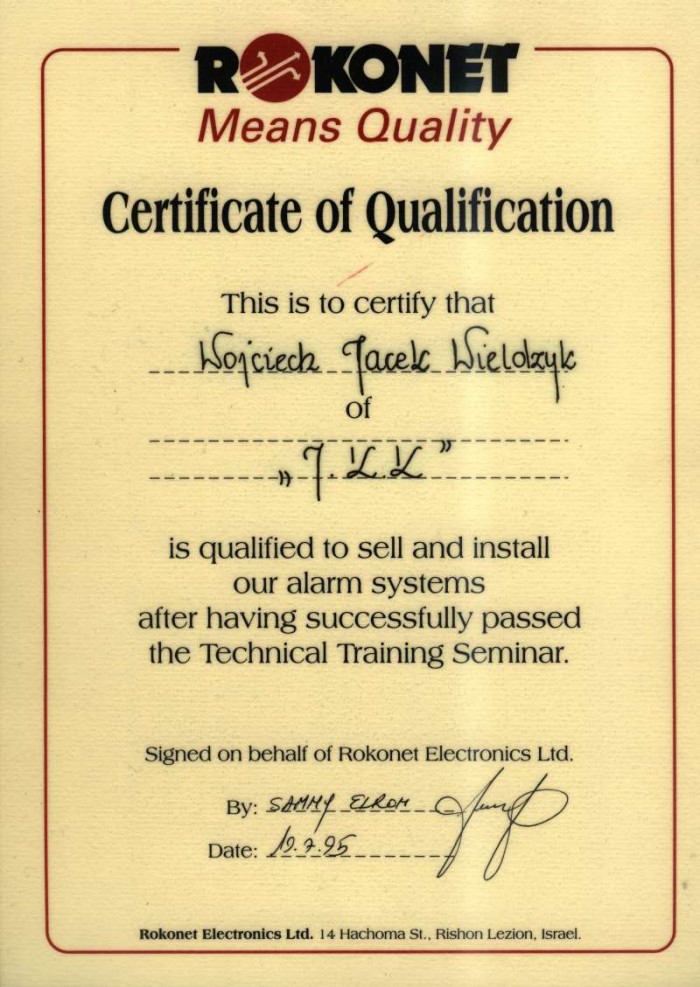 ROKONET
Means Quality
Certificate of Qualification
This is to certify that
Wojciech Jacek Wieldzyk
of
„J.L.L”
is qualified to sell and install
our alarm systems
after having successfully passed
the Technical Training Seminar.
Signed on behalf of Rokonet Electronics Ltd.
By: SAMMY ELROM
Date: 19.7.95
Rokonet Electronics Ltd. 14 Hachoma St., Rishon Lezion, Israel.